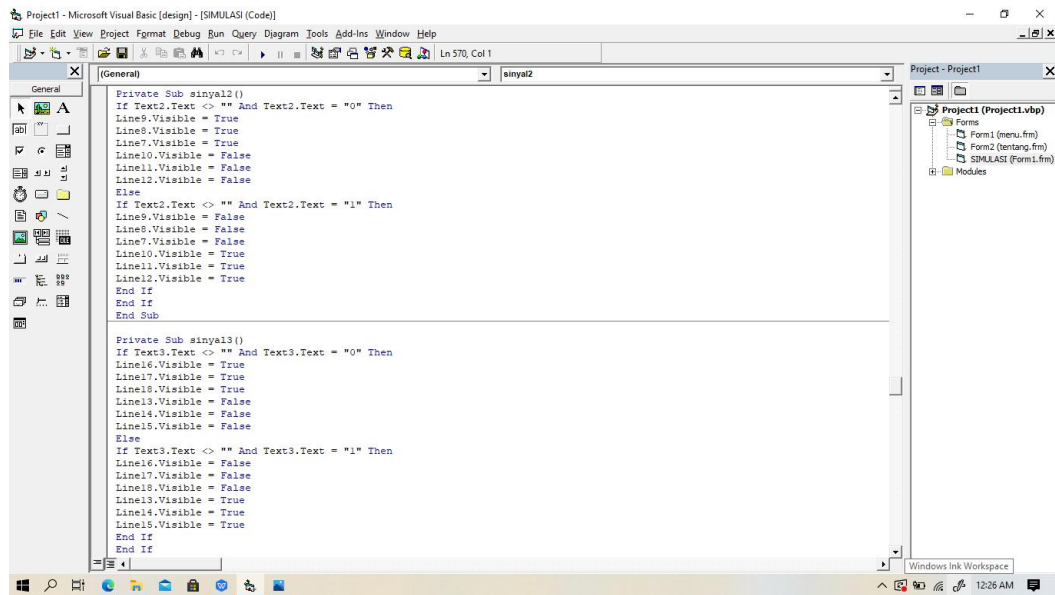 Project1 - Microsoft Visual Basic [design] - [SIMULASI (Code)]
File Edit View Project Format Debug Run Query Diagram Tools Add-Ins Window Help
Ln 570, Col 1
General
(General)
sinyal2
Private Sub sinyal2()
If Text2.Text <> "" And Text2.Text = "0" Then
Line9.Visible = True
Line8.Visible = True
Line7.Visible = True
Line10.Visible = False
Line11.Visible = False
Line12.Visible = False
Else
If Text2.Text <> "" And Text2.Text = "1" Then
Line9.Visible = False
Line8.Visible = False
Line7.Visible = False
Line10.Visible = True
Line11.Visible = True
Line12.Visible = True
End If
End If
End Sub
Private Sub sinyal3()
If Text3.Text <> "" And Text3.Text = "0" Then
Line16.Visible = True
Line17.Visible = True
Line18.Visible = True
Line13.Visible = False
Line14.Visible = False
Line15.Visible = False
Else
If Text3.Text <> "" And Text3.Text = "1" Then
Line16.Visible = False
Line17.Visible = False
Line18.Visible = False
Line13.Visible = True
Line14.Visible = True
Line15.Visible = True
End If
End If
Project - Project1
Project1 (Project1.vbp)
Forms
Form1 (menu.frm)
Form2 (tentang.frm)
SIMULASI (Form1.frm)
Modules
Windows Ink Workspace
12:26 AM